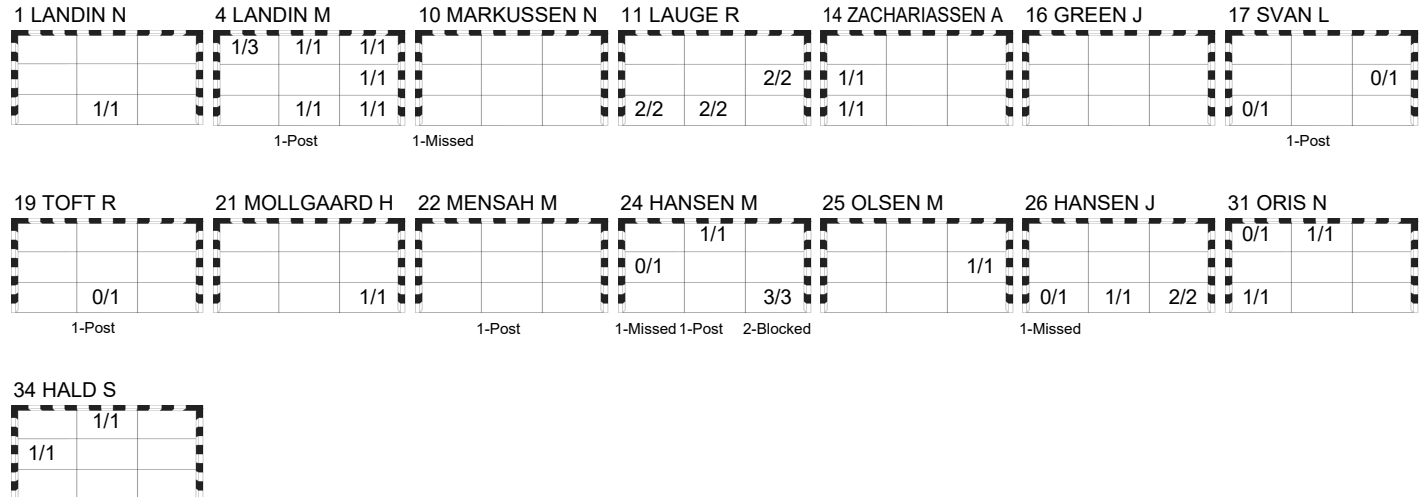 1 LANDIN N 4 LANDIN M 10 MARKUSSEN N 11 LAUGE R 14 ZACHARIASSEN A 16 GREEN J 17 SVAN L
1/3 1/1 1/1
1/1 2/2 1/1 0/1
1/1 1/1 1/1 2/2 2/2 1/1 0/1
1-Post 1-Missed 1-Post
19 TOFT R 21 MOLLGAARD H 22 MENSAH M 24 HANSEN M 25 OLSEN M 26 HANSEN J 31 ORIS N
1/1 0/1 1/1
0/1 1/1
0/1 1/1 3/3 0/1 1/1 2/2 1/1
1-Post 1-Post 1-Missed 1-Post 2-Blocked 1-Missed
34 HALD S
1/1
1/1